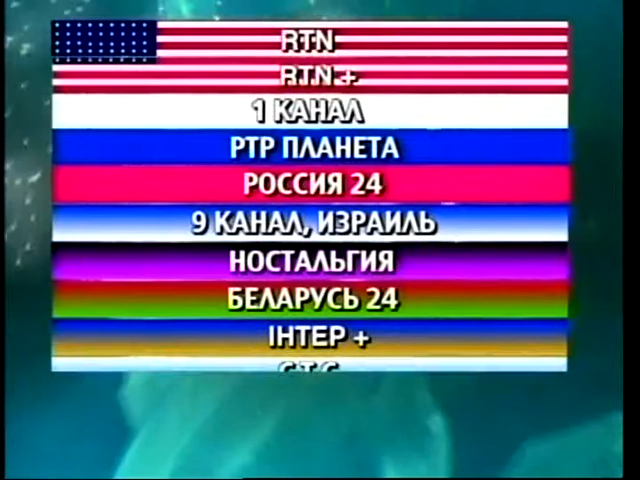 RTN
RTN +
1 КАНАЛ
РТР ПЛАНЕТА
РОССИЯ 24
9 КАНАЛ, ИЗРАИЛЬ
НОСТАЛЬГИЯ
БЕЛАРУСЬ 24
ІНТЕР +